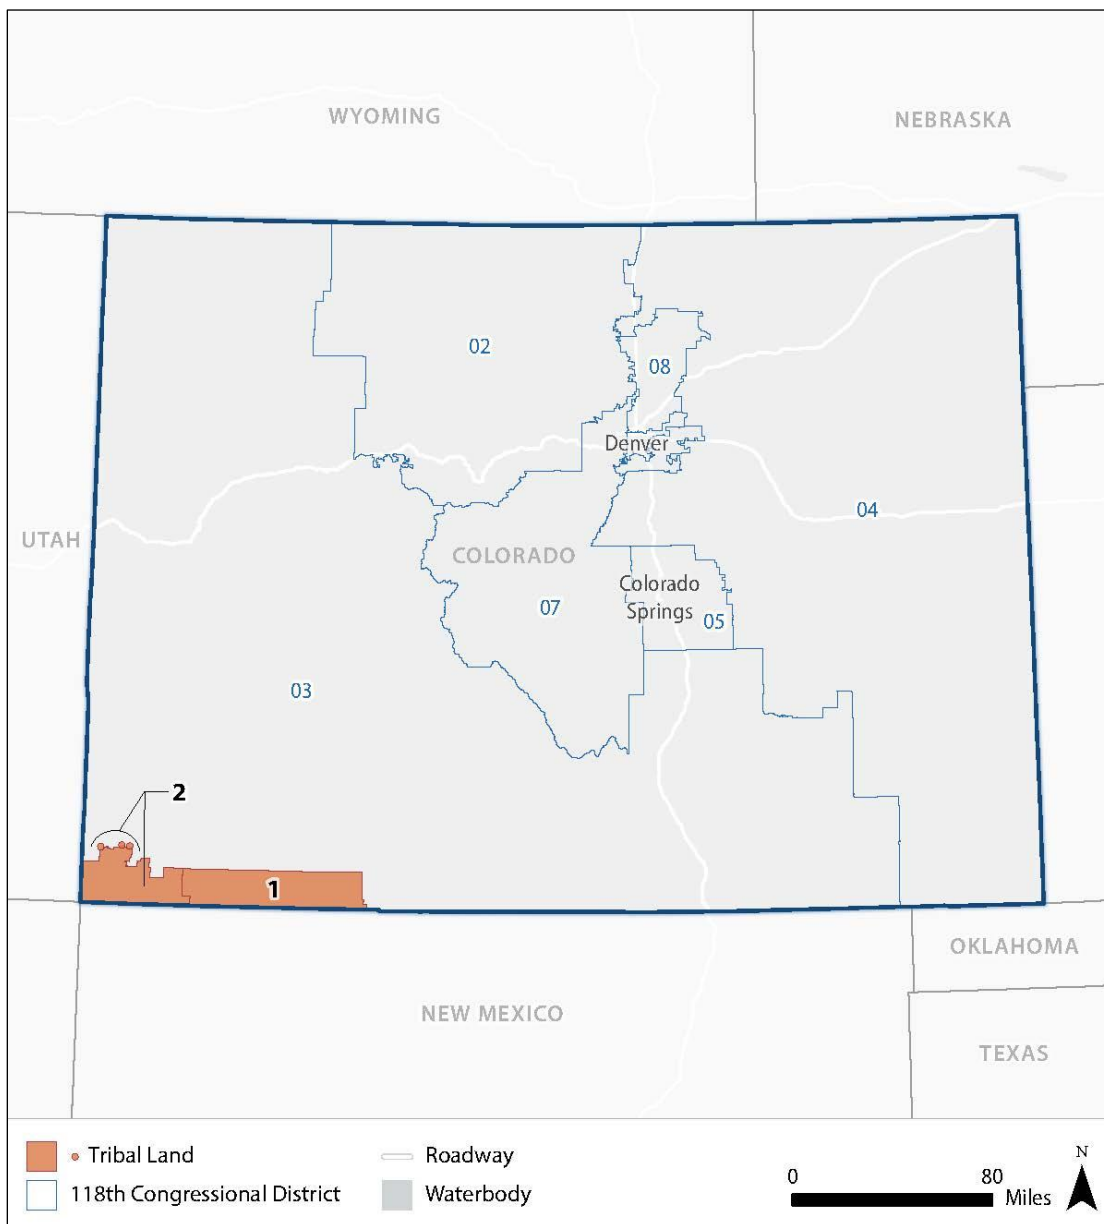 WYOMING
NEBRASKA
02
08
Denver
04
UTAH
COLORADO
Colorado
Springs
07
05
03
2
1
OKLAHOMA
NEW MEXICO
TEXAS
Tribal Land
Roadway
118th Congressional District
Waterbody
0 80
Miles
N